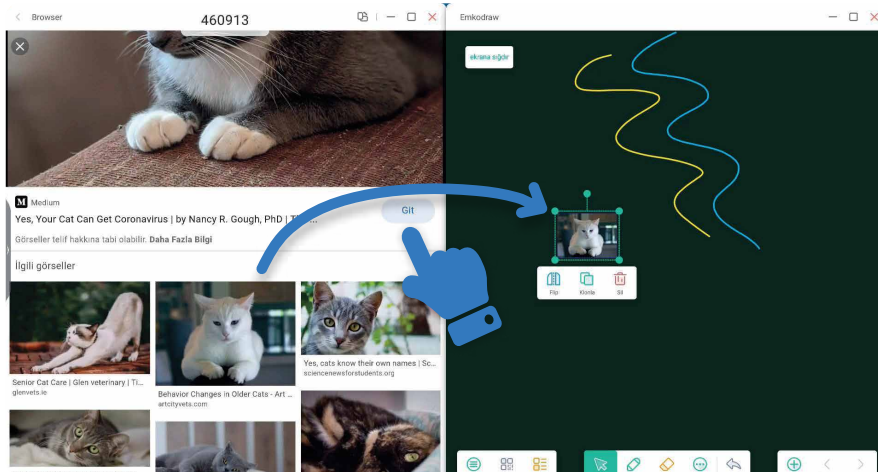 Browser
460913
Emkodraw
ekrana sığdır
M Medium
Yes, Your Cat Can Get Coronavirus | by Nancy R. Gough, PhD | T
Git
Görseller telif hakkına tabi olabilir. Daha Fazla Bilgi
İlgili görseller
Flip Klonla Sil
Senior Cat Care | Glen veterinary | Ti...
glenvets.ie
Behavior Changes in Older Cats - Art ...
artcityvets.com
Yes, cats know their own names | Sc...
sciencenewsforstudents.org